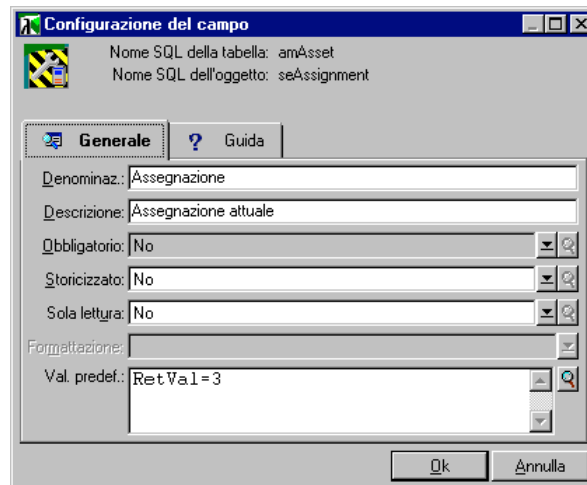 Configurazione del campo
Nome SQL della tabella: amAsset
Nome SQL dell'oggetto: seAssignment
Generale
? Guida
Denominaz.: Assegnazione
Descrizione: Assegnazione attuale
Obbligatorio: No
Storicizzato: No
Sola lettura: No
Formattazione:
Val. predef.: RetVal=3
Ok
Annulla